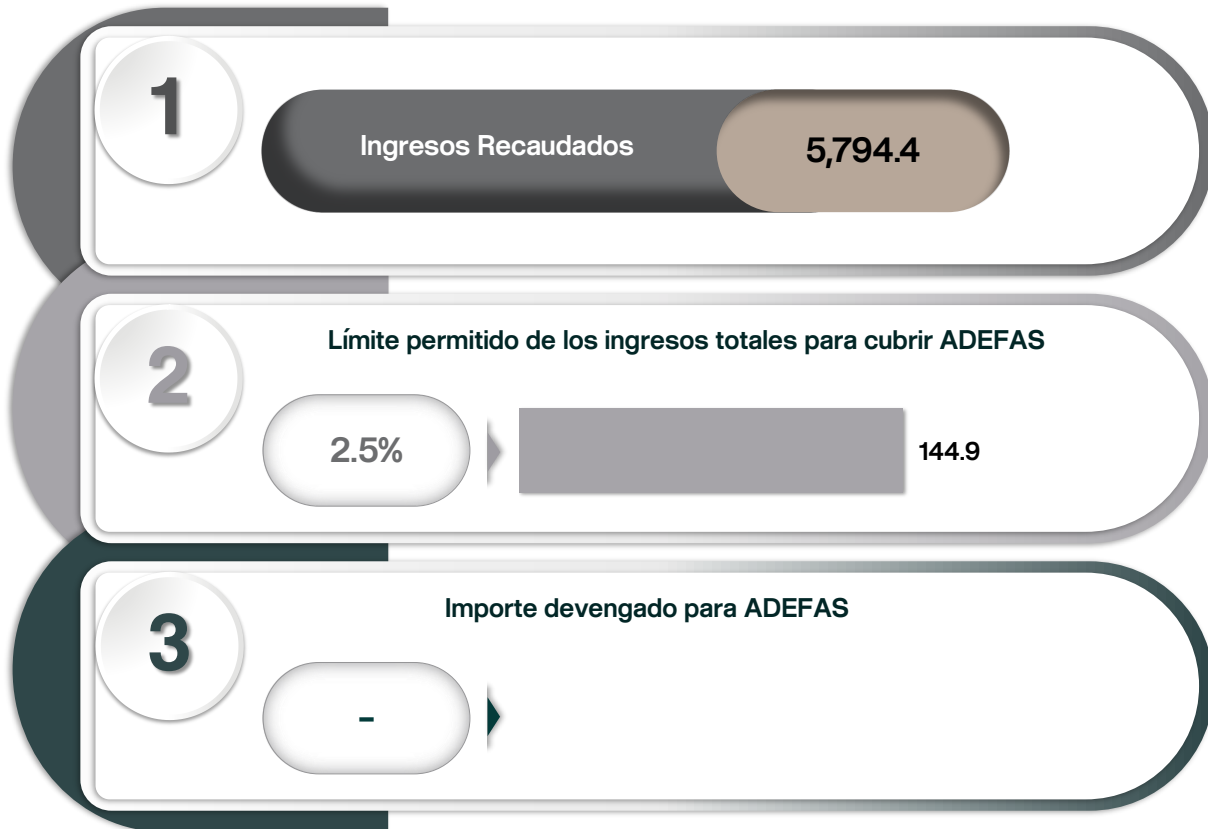 1
Ingresos Recaudados
5,794.4
2
Límite permitido de los ingresos totales para cubrir ADEFAS
2.5%
144.9
3
Importe devengado para ADEFAS
-